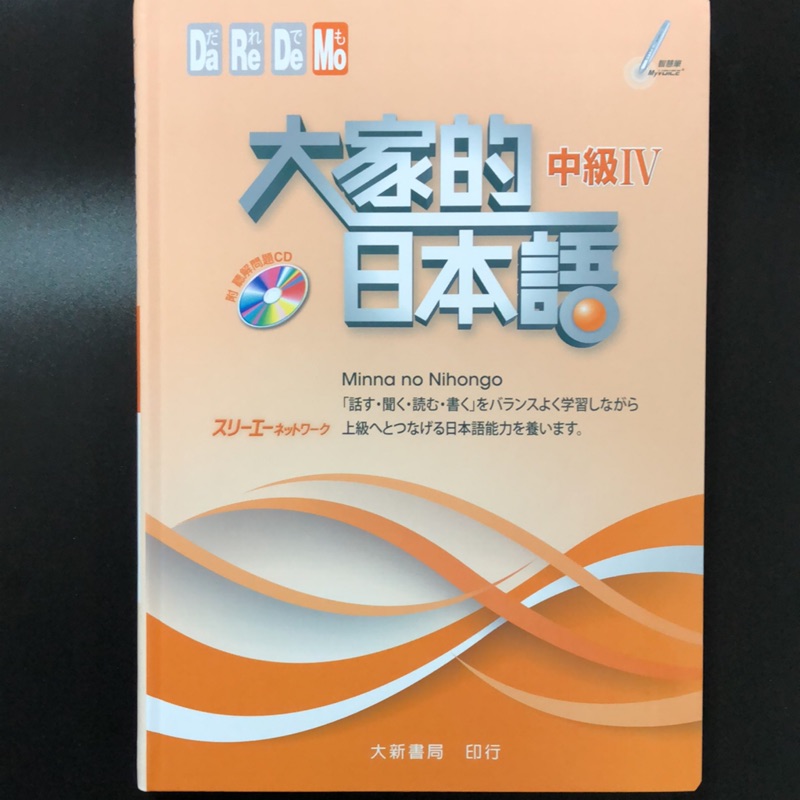 だ れ で も
Da Re De Mo
智慧筆
MyVOICE+
大家的
日本語
中級IV
附 聽解問題CD
Minna no Nihongo
「話す・聞く・読む・書く」をバランスよく学習しながら
スリーエーネットワーク
上級へとつなげる日本語能力を養います。
大新書局 印行